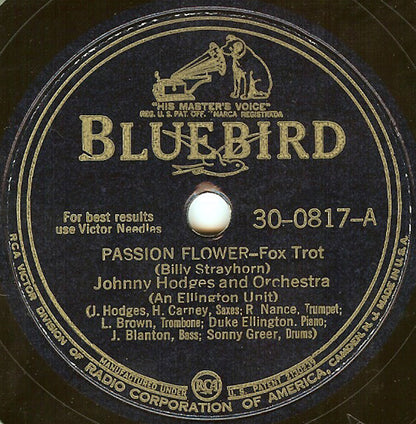 "HIS MASTER'S VOICE"
REG. U.S. PAT. OFF. "MARCA REGISTRADA
BLUEBIRD
For best results
use Victor Needles
30-0817-A
PASSION FLOWER—Fox Trot
(Billy Strayhorn)
Johnny Hodges and Orchestra
(An Ellington Unit)
(J. Hodges, H. Carney, Saxes; R Nance, Trumpet;
L. Brown, Trombone; Duke Ellington, Piano;
J. Blanton, Bass; Sonny Greer, Drums)
MANUFACTURED UNDER RCA U.S. PATENT
RCA VICTOR DIVISION OF RADIO CORPORATION OF AMERICA, CAMDEN, N. J. MADE IN U.S.A.